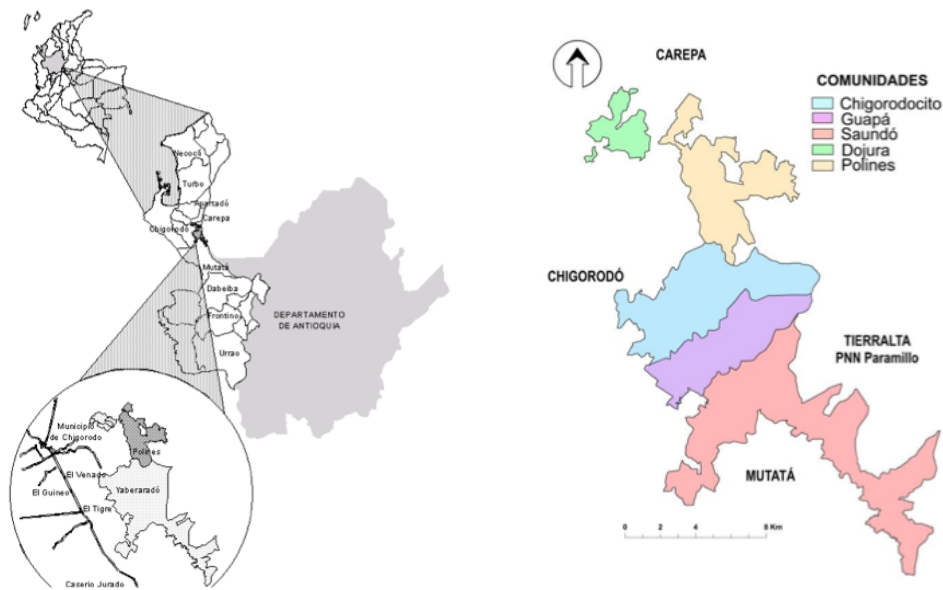 Necoclí
Turbo
Apartadó
Carepa
Chigorodó
Mutatá
Dabeiba
Frontino
Urrao
DEPARTAMENTO
DE ANTIOQUIA
Municipio
de Chigorodo
Polines
El Venado
Yaberaradó
El Guineo
El Tigre
Caserio Jurado
CAREPA
COMUNIDADES
Chigorodocito
Guapá
Saundó
Dojura
Polines
CHIGORODÓ
TIERRALTA
PNN Paramillo
MUTATÁ
0 2 4 8 Km